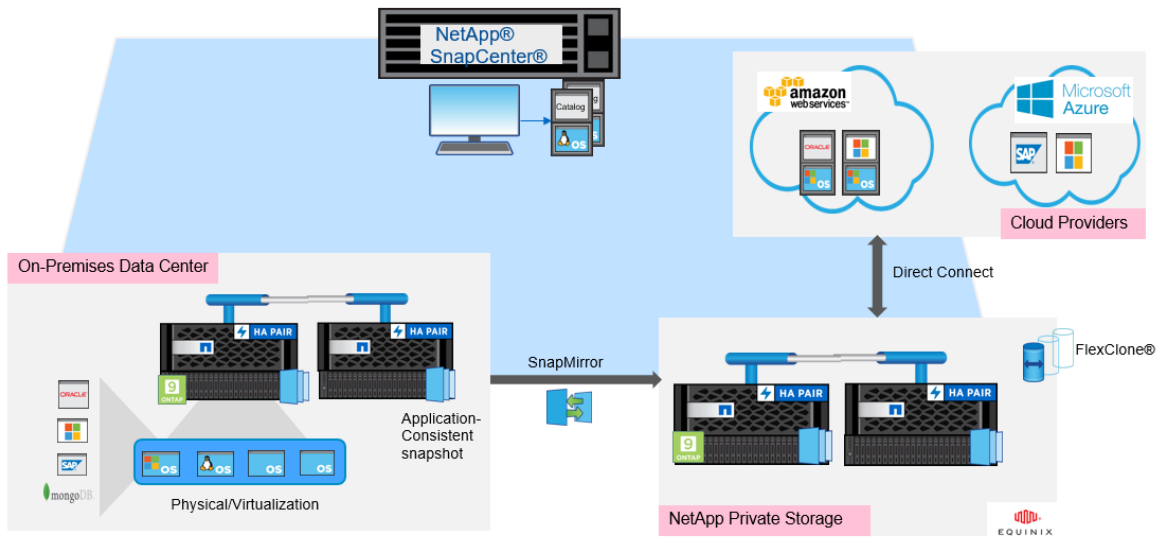 NetApp®
SnapCenter®
Catalog
OS
amazon
webservices™
Microsoft
Azure
ORACLE
SAP
OS
OS
Cloud Providers
On-Premises Data Center
Direct Connect
HA PAIR
HA PAIR
9
ONTAP
SnapMirror
FlexClone®
HA PAIR
HA PAIR
9
ONTAP
ORACLE
SAP
mongoDB
Application-
Consistent
snapshot
OS
OS
OS
OS
Physical/Virtualization
NetApp Private Storage
EQUINIX